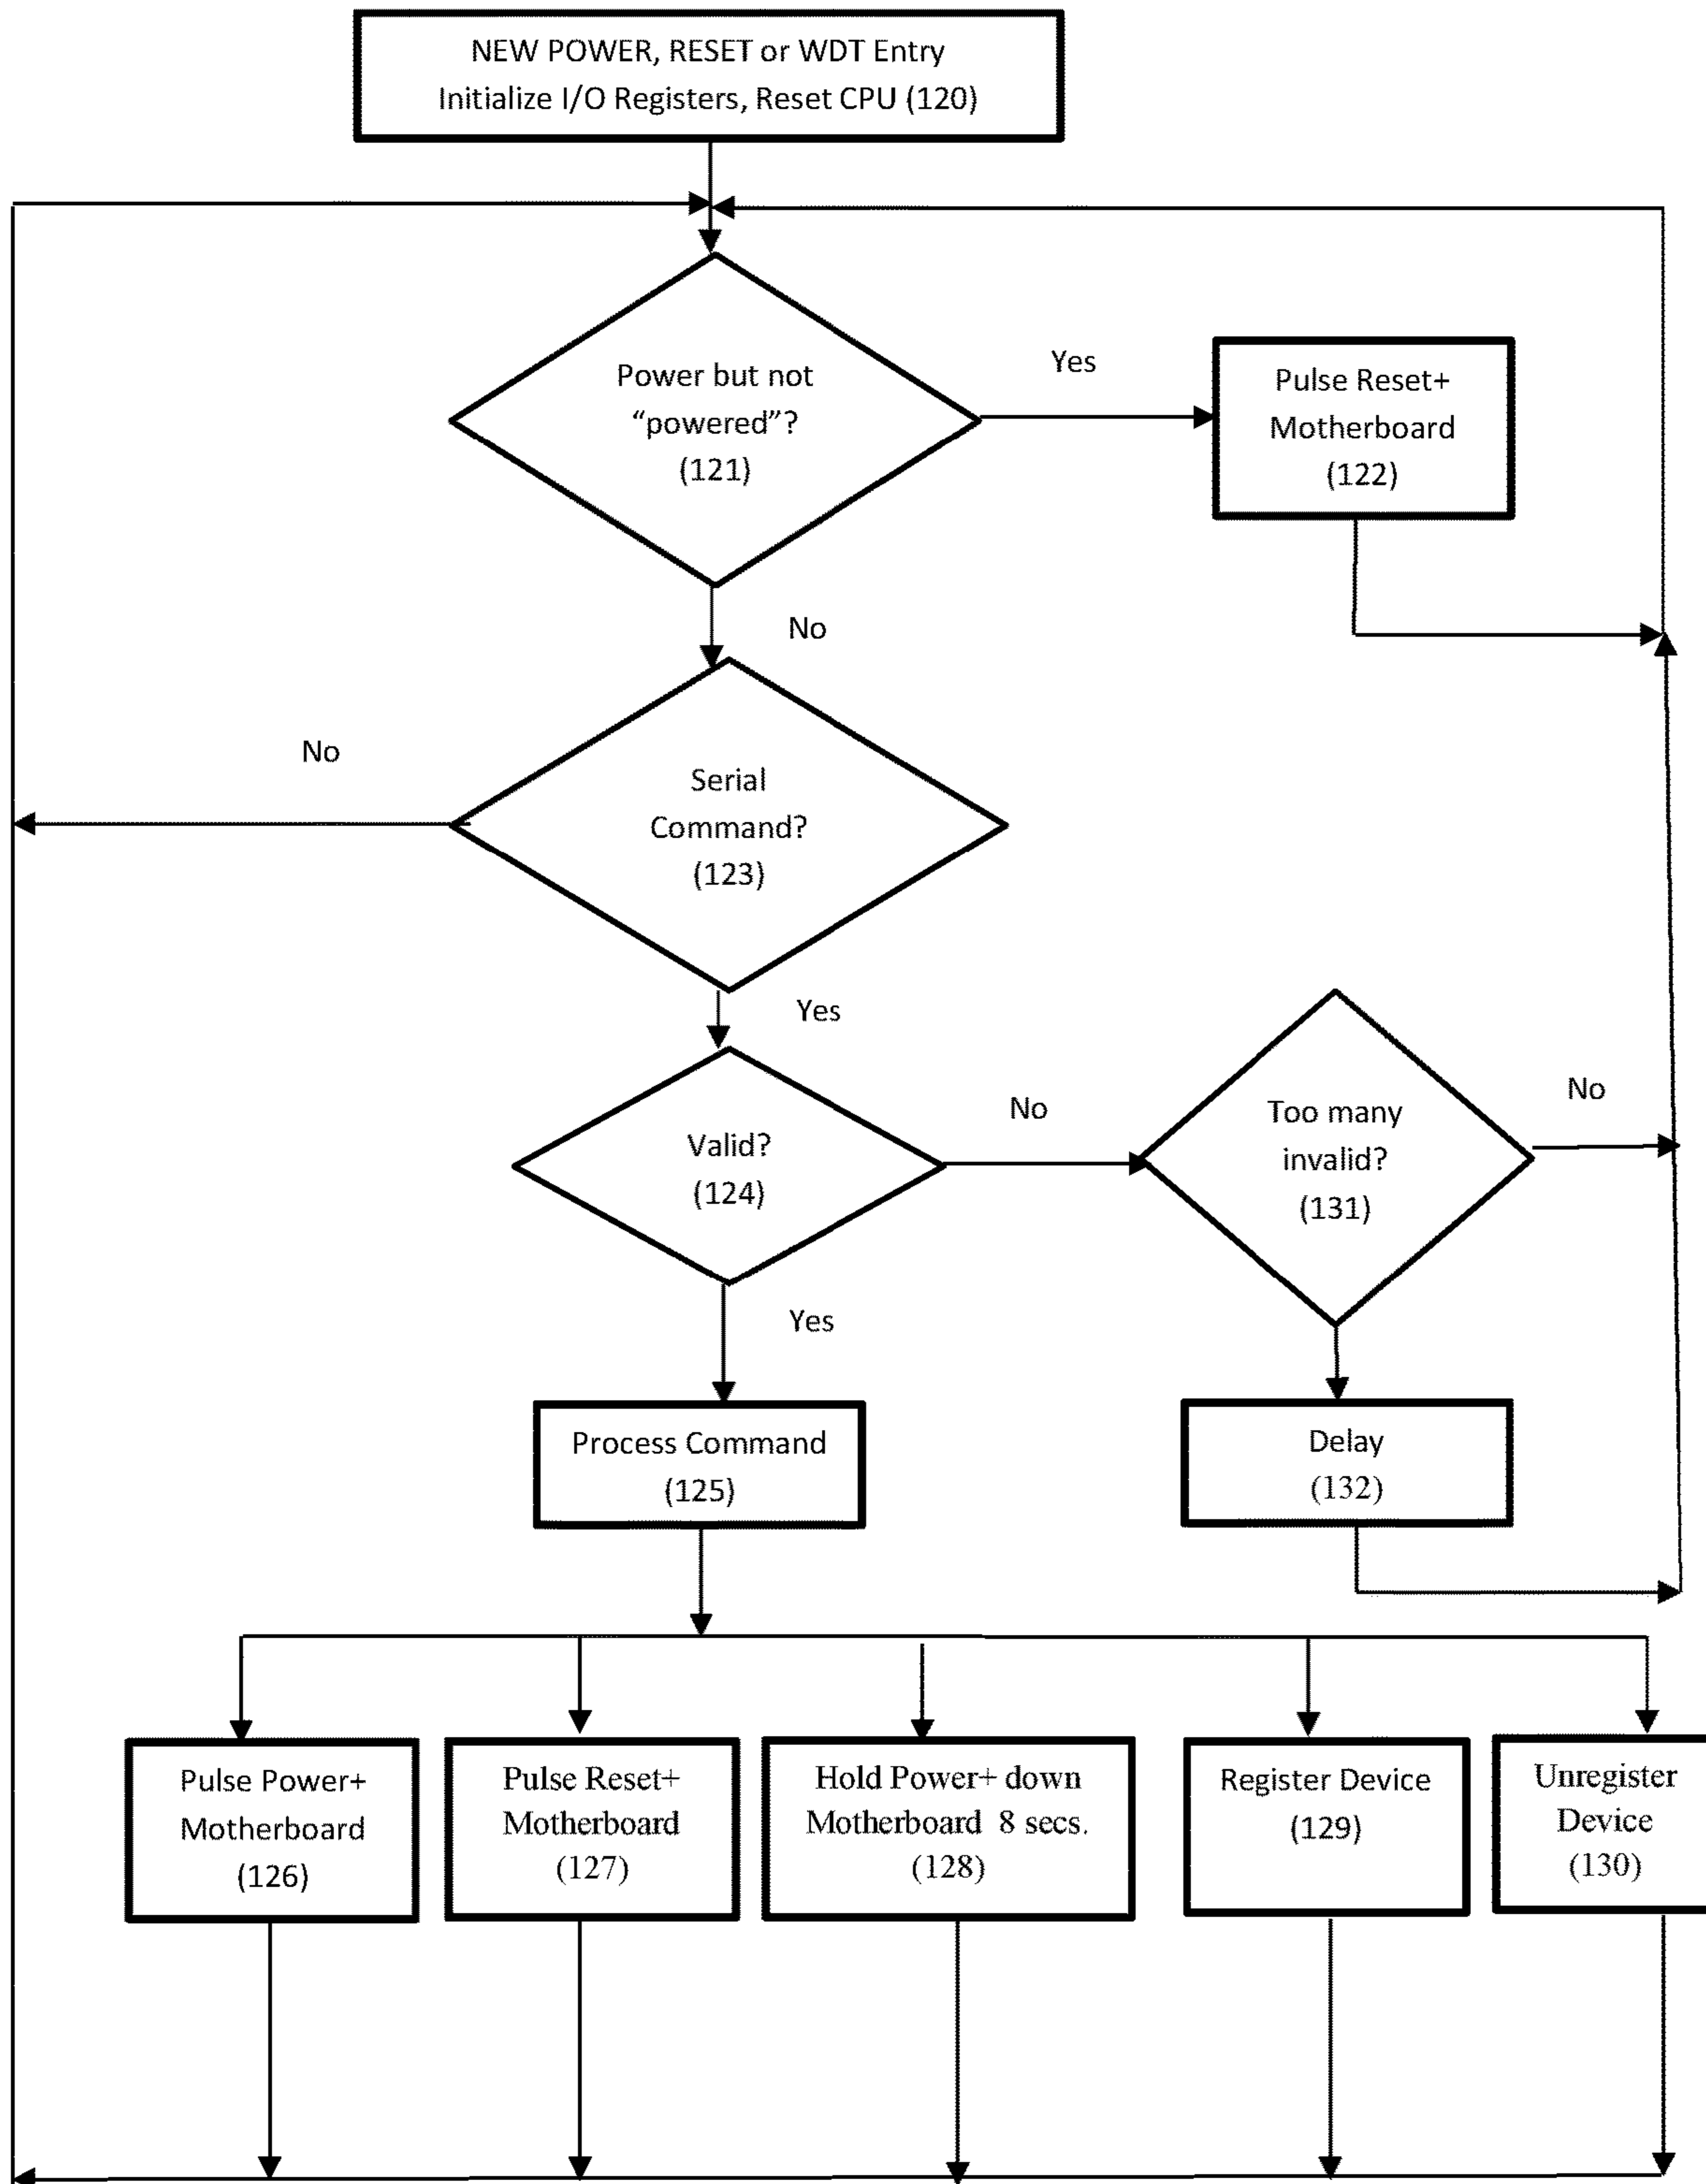 NEW POWER, RESET or WDT Entry
Initialize I/O Registers, Reset CPU (120)
Power but not
“powered”?
(121)
Yes
Pulse Reset+
Motherboard
(122)
No
Serial
Command?
(123)
No
Yes
Valid?
(124)
No
Too many
invalid?
(131)
No
Yes
Process Command
(125)
Delay
(132)
Pulse Power+
Motherboard
(126)
Pulse Reset+
Motherboard
(127)
Hold Power+ down
Motherboard 8 secs.
(128)
Register Device
(129)
Unregister
Device
(130)